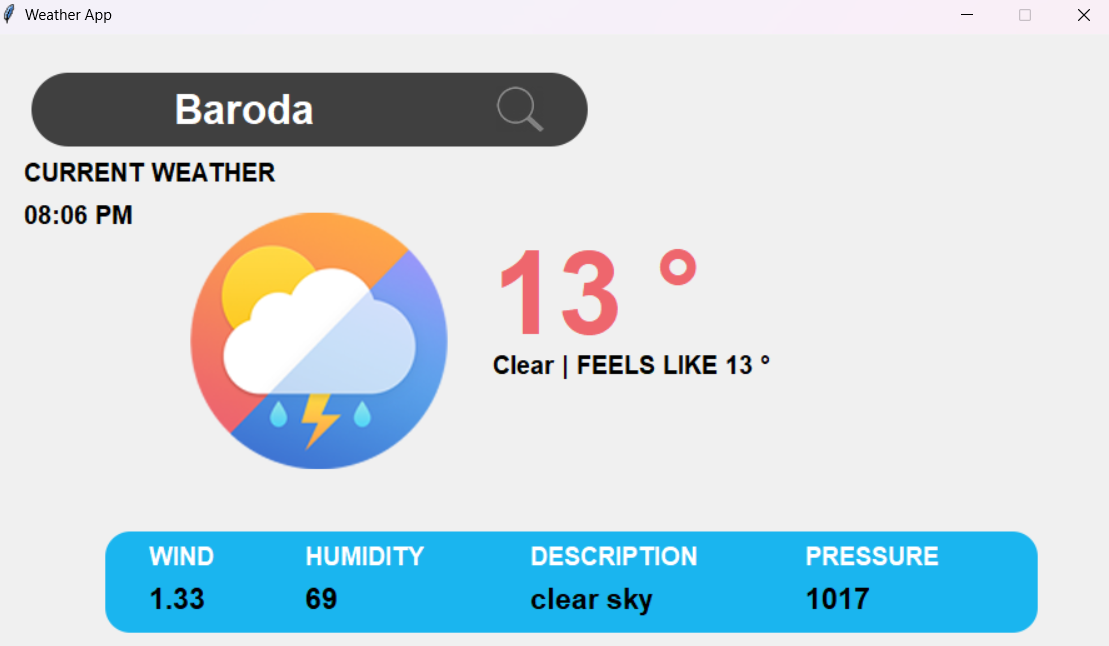 Weather App
Baroda
CURRENT WEATHER
08:06 PM
13 °
Clear | FEELS LIKE 13 °
WIND HUMIDITY DESCRIPTION PRESSURE
1.33 69 clear sky 1017